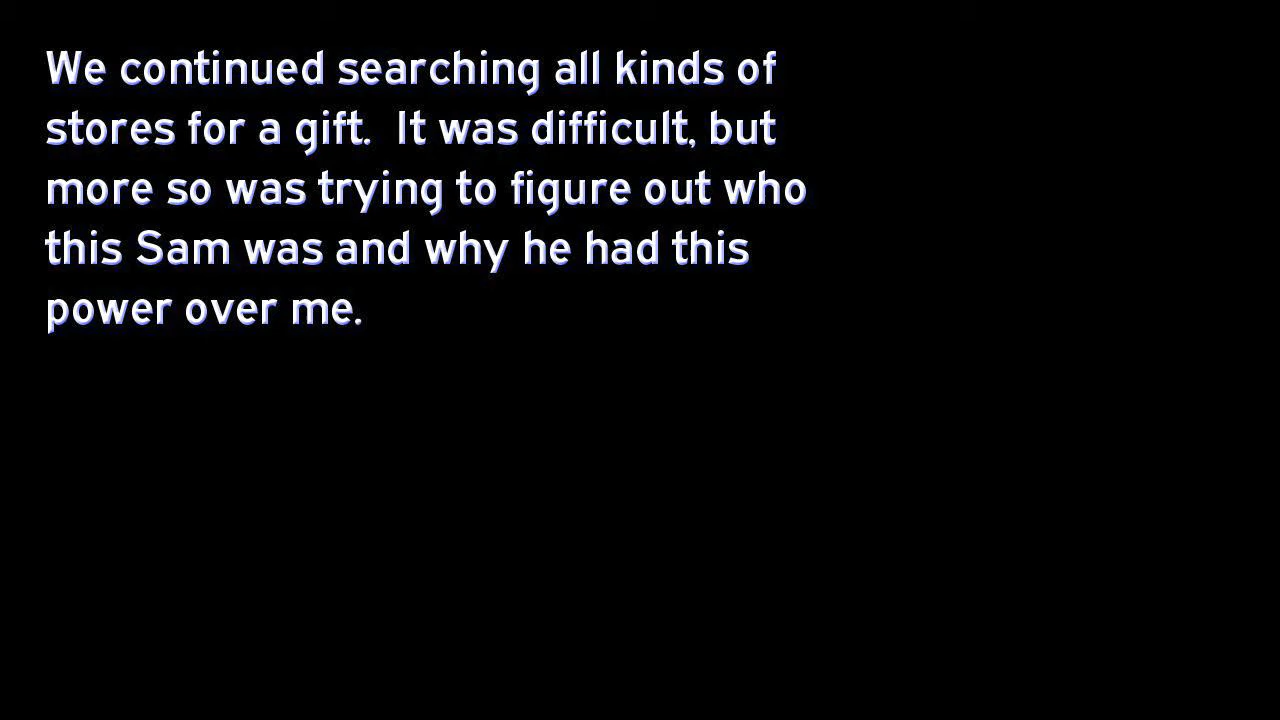 We continued searching all kinds of
stores for a gift.  It was difficult, but
more so was trying to figure out who
this Sam was and why he had this
power over me.